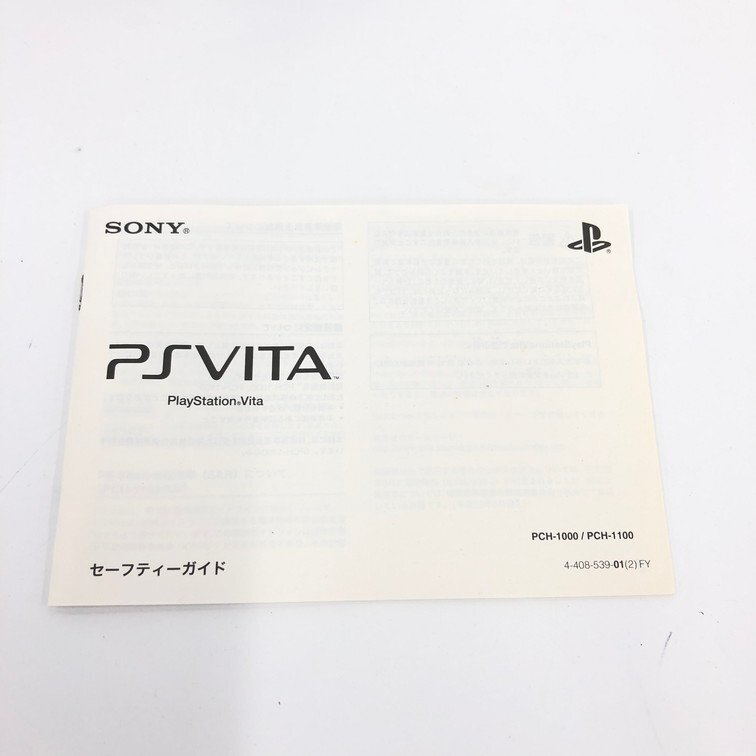 SONY®
PSVITA™
PlayStation®Vita
PCH-1000 / PCH-1100
セーフティーガイド
4-408-539-01(2) FY